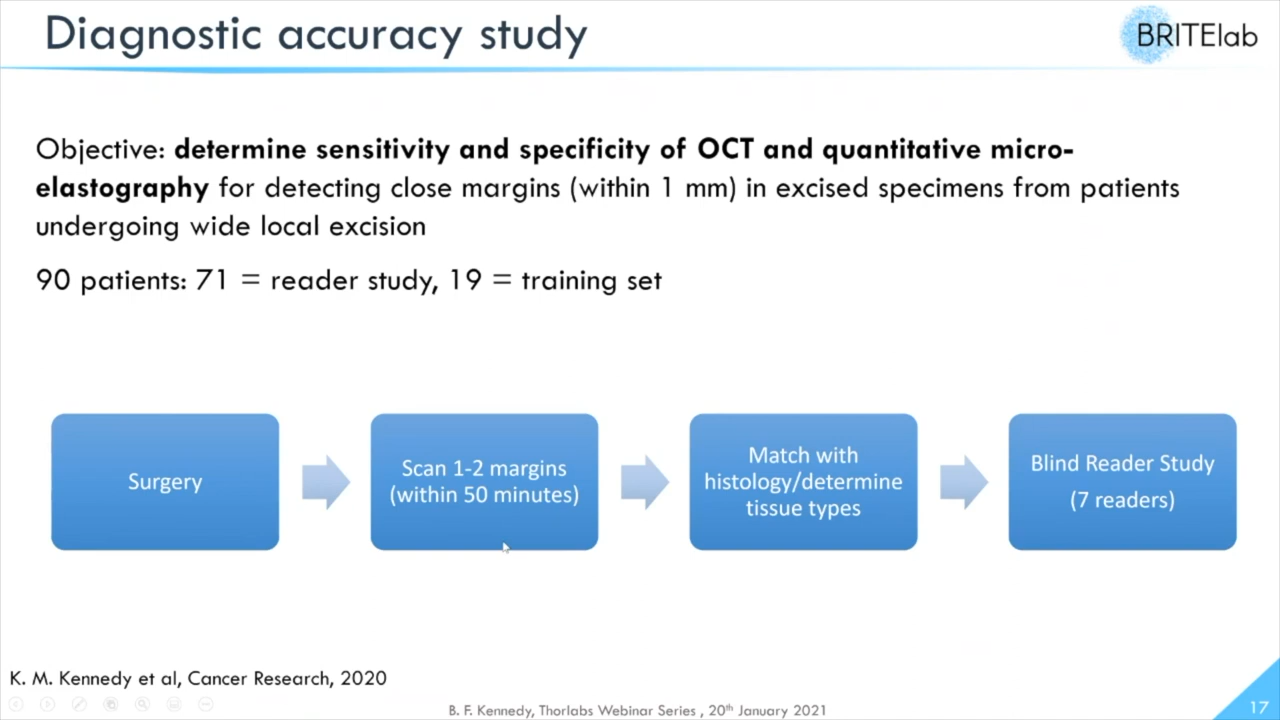 Diagnostic accuracy study
BRITElab
Objective: determine sensitivity and specificity of OCT and quantitative micro-
elastography for detecting close margins (within 1 mm) in excised specimens from patients
undergoing wide local excision
90 patients: 71 = reader study, 19 = training set
Surgery
Scan 1-2 margins
(within 50 minutes)
Match with
histology/determine
tissue types
Blind Reader Study
(7 readers)
K. M. Kennedy et al, Cancer Research, 2020
B. F. Kennedy, Thorlabs Webinar Series , 20th January 2021
17